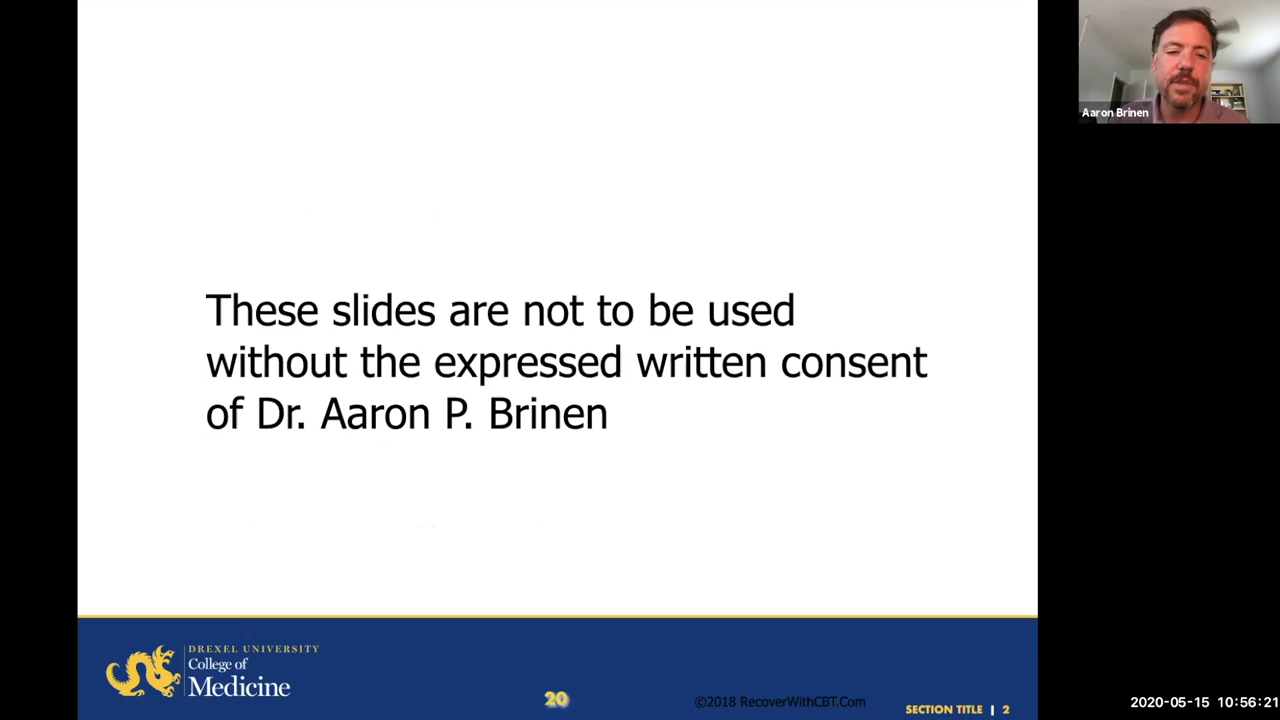 Aaron Brinen
These slides are not to be used
without the expressed written consent
of Dr. Aaron P. Brinen
DREXEL UNIVERSITY
College of
Medicine
20
©2018 RecoverWithCBT.Com
SECTION TITLE | 2
2020-05-15 10:56:21